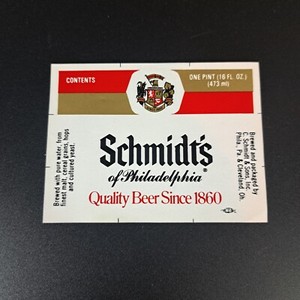 CONTENTS
ONE PINT (16 FL. OZ.)
(473 ml)
Brewed with pure water, from
finest malt, cereal grains, hops
and cultured yeast.
Schmidt's
of Philadelphia®
Quality Beer Since 1860
Brewed and packaged by
C. Schmidt & Sons, Inc.
Phila., Pa. & Cleveland, Oh.